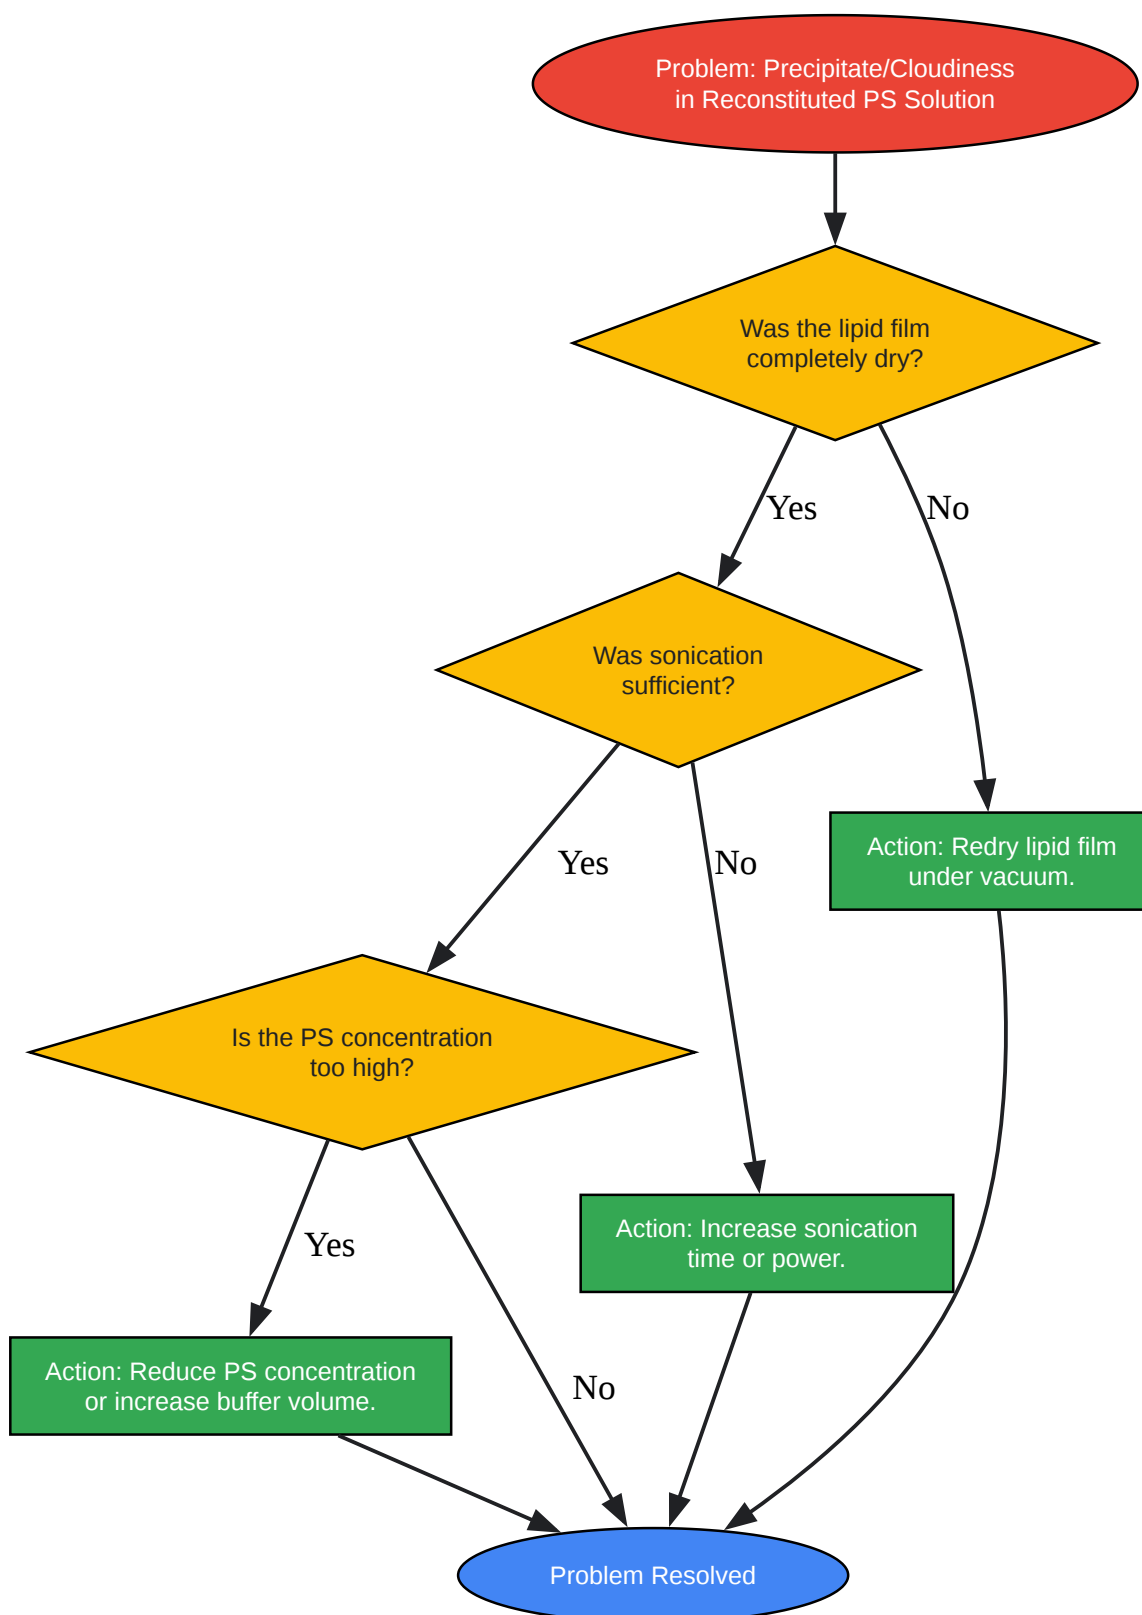 Problem: Precipitate/Cloudiness
in Reconstituted PS Solution
Was the lipid film
completely dry?
Yes
No
Was sonication
sufficient?
Yes
No
Action: Redry lipid film
under vacuum.
Is the PS concentration
too high?
Yes
No
Action: Increase sonication
time or power.
Action: Reduce PS concentration
or increase buffer volume.
Problem Resolved